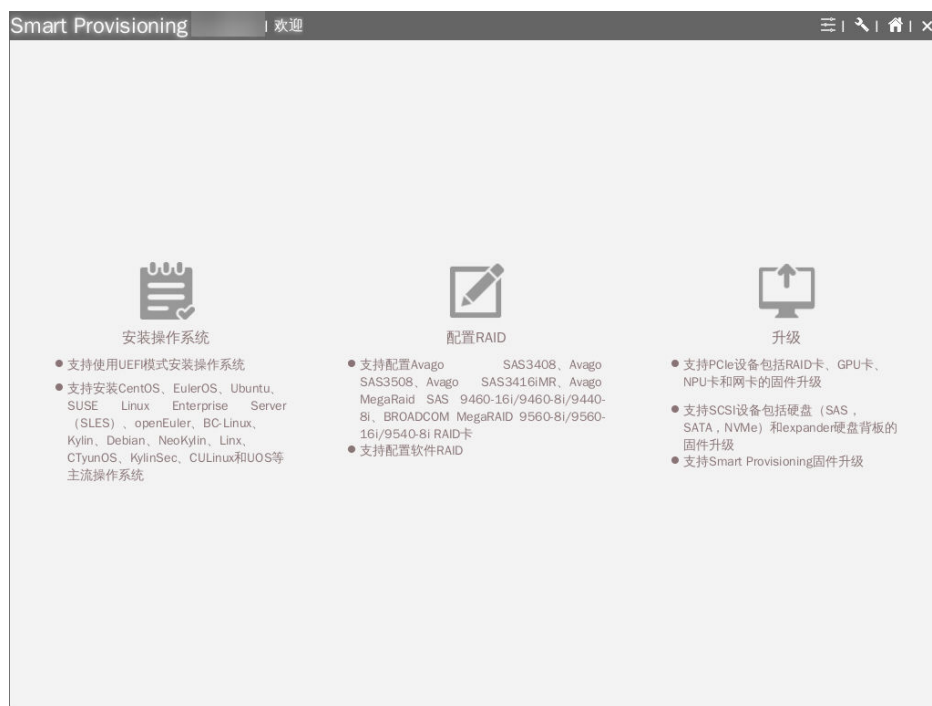 Smart Provisioning | 欢迎
安装操作系统
支持使用UEFI模式安装操作系统
支持安装CentOS、EulerOS、Ubuntu、
SUSE Linux Enterprise Server
（SLES）、openEuler、BC-Linux、
Kylin、Debian、NeoKylin、Linx、
CTyunOS、KylinSec、CULinux和UOS等
主流操作系统
配置RAID
支持配置Avago SAS3408、Avago
SAS3508、Avago SAS3416iMR、Avago
MegaRaid SAS 9460-16i/9460-8i/9440-
8i、BROADCOM MegaRAID 9560-8i/9560-
16i/9540-8i RAID卡
支持配置软件RAID
升级
支持PCIe设备包括RAID卡、GPU卡、
NPU卡和网卡的固件升级
支持SCSI设备包括硬盘（SAS，
SATA，NVMe）和expander硬盘背板的
固件升级
支持Smart Provisioning固件升级